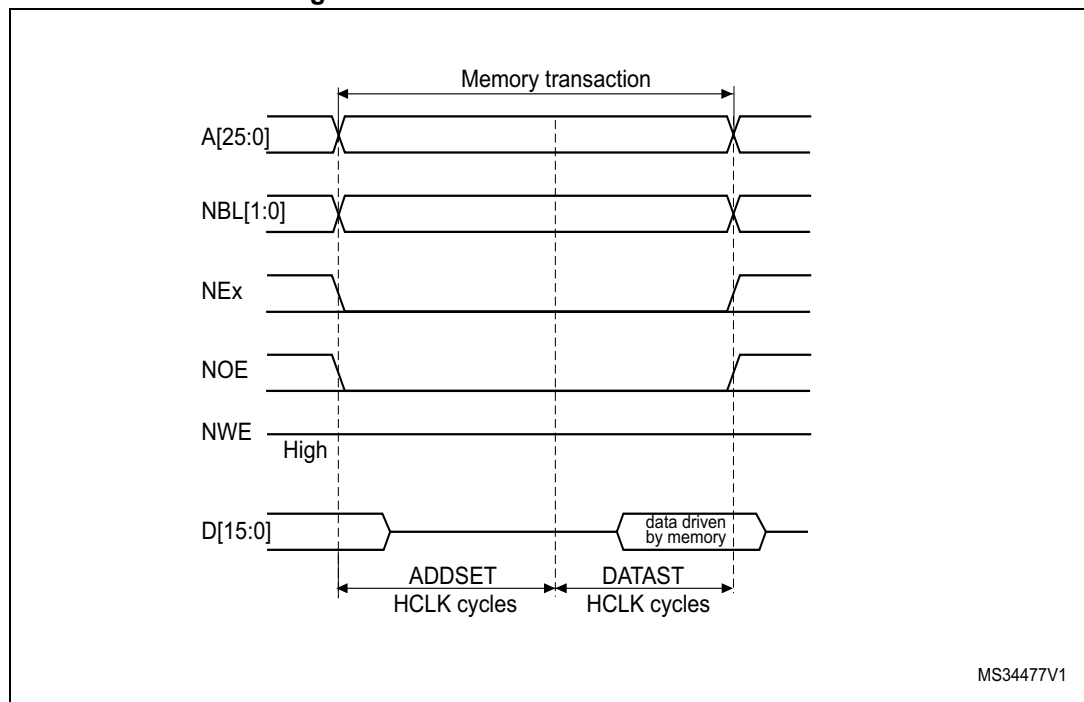 Memory transaction
A[25:0]
NBL[1:0]
NEx
NOE
NWE
High
D[15:0]
data driven
by memory
ADDSET
HCLK cycles
DATAST
HCLK cycles
MS34477V1